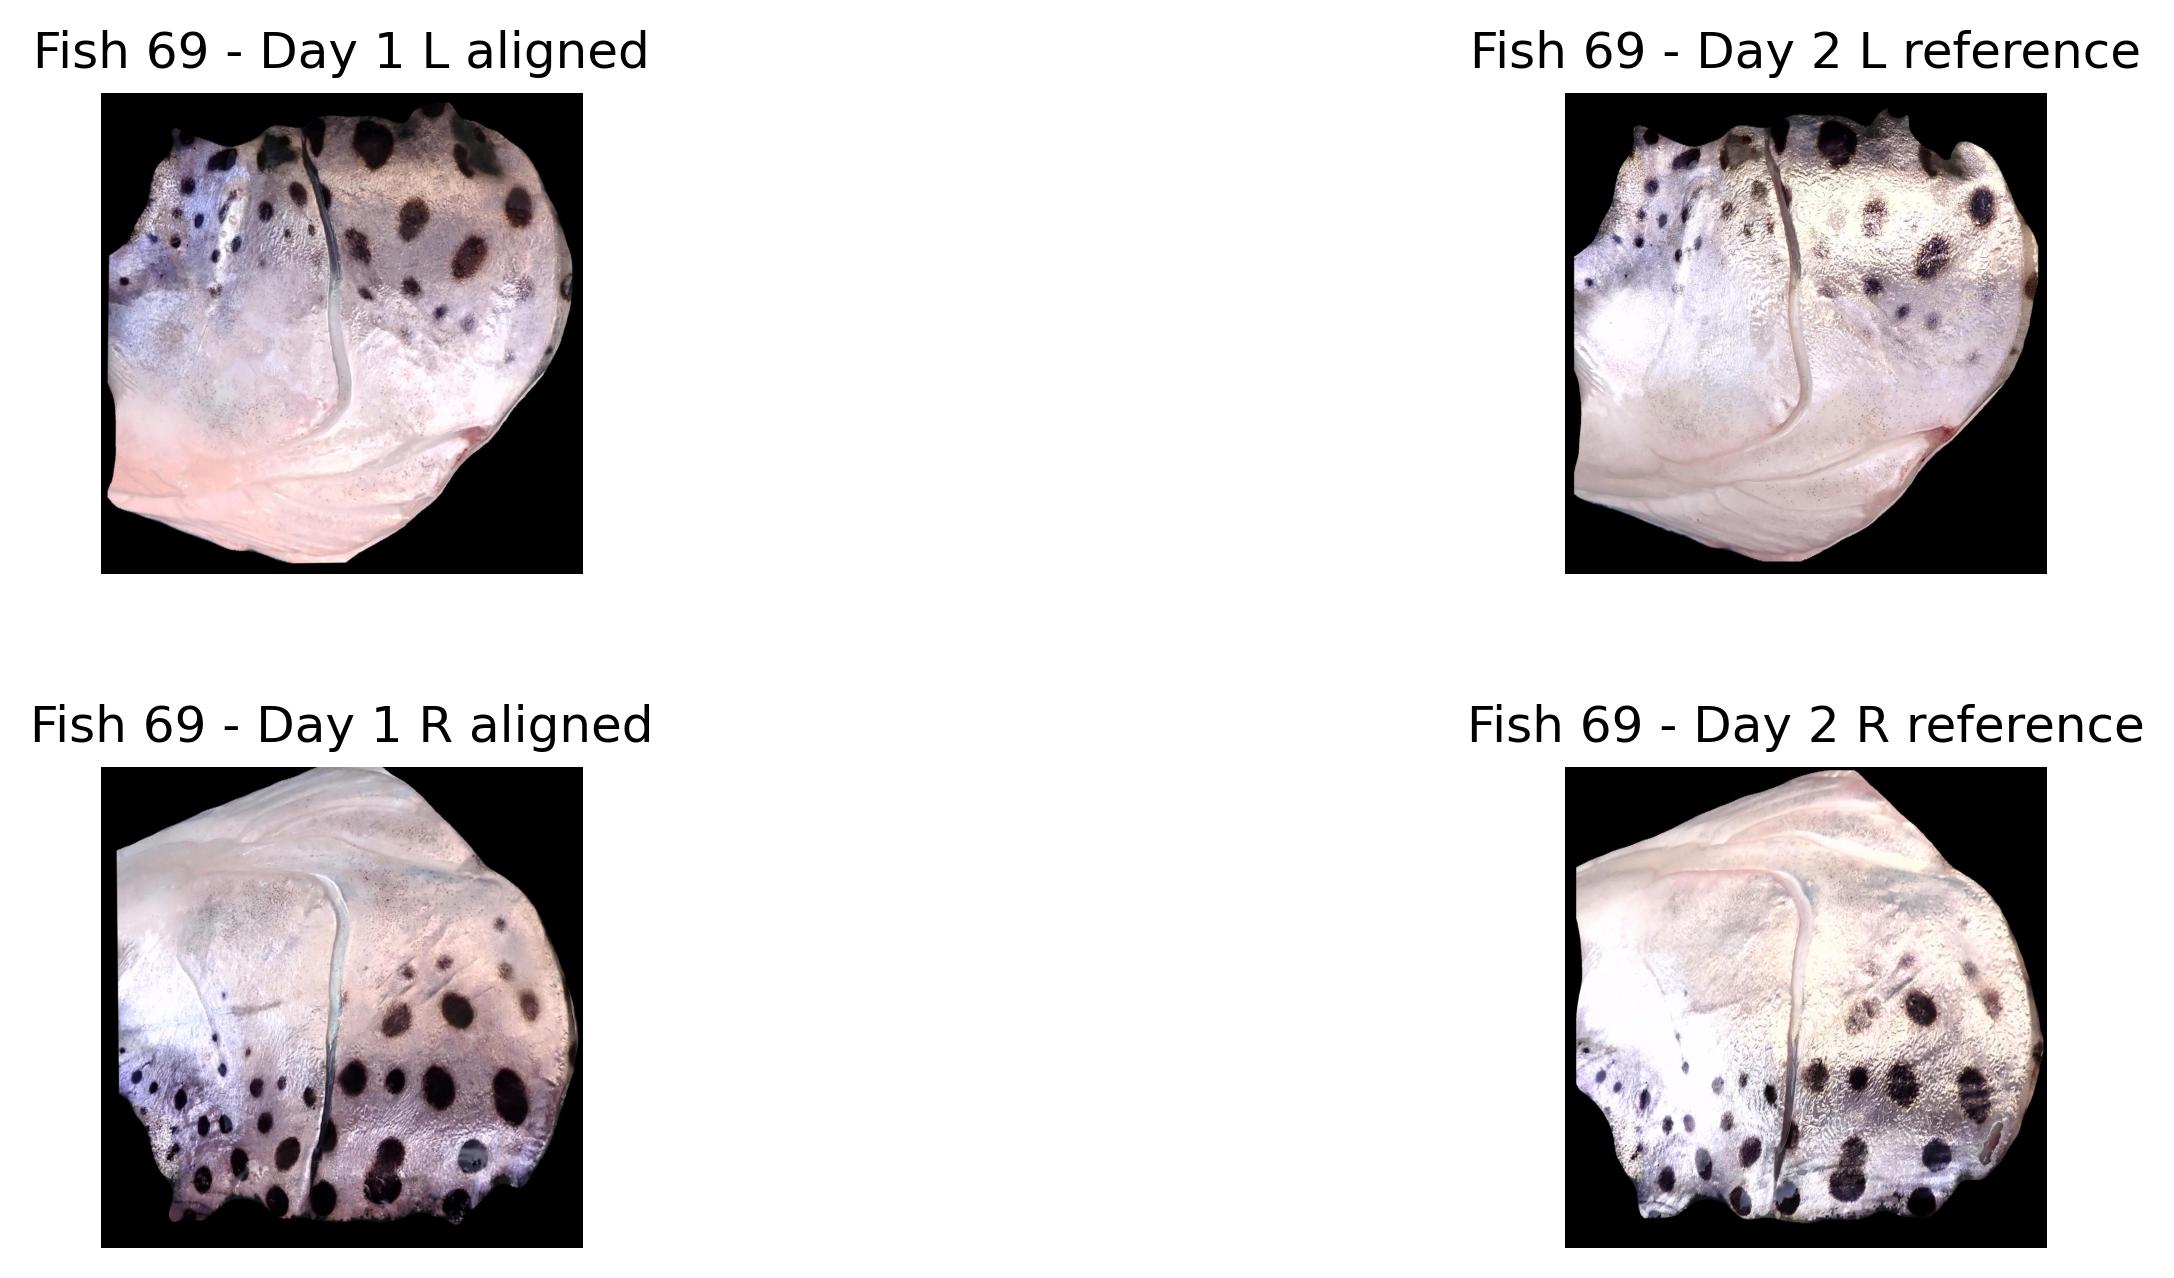 Fish 69 - Day 1 L aligned
Fish 69 - Day 2 L reference
Fish 69 - Day 1 R aligned
Fish 69 - Day 2 R reference